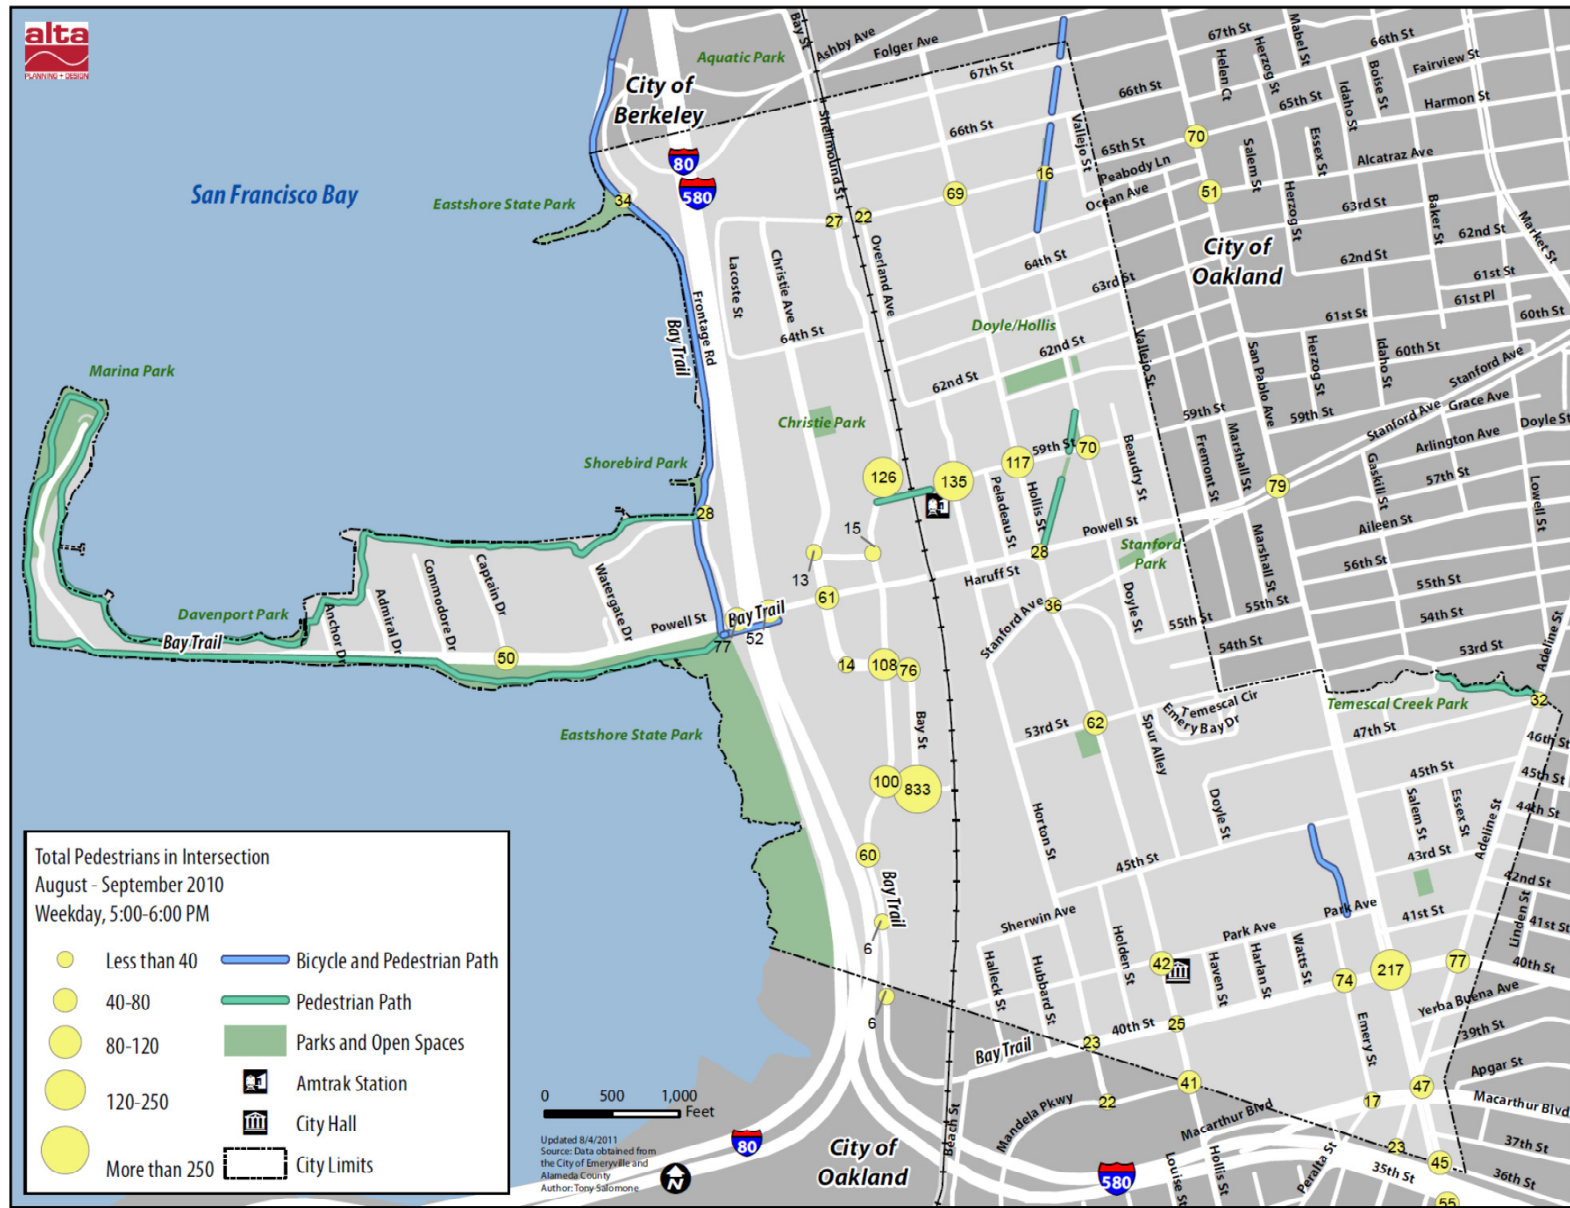 alta
PLANNING + DESIGN
San Francisco Bay
City of
Berkeley
Aquatic Park
Bay St
Ashby Ave
Folger Ave
67th St
67th St
Mabel St
66th St
Helen Ct
Herzog St
Boise St
Fairview St
Idaho St
Harmon St
65th St
66th St
66th St
Shellmound St
80
580
Vallejo St
65th St
70
Peabody Ln
Salem St
Essex St
Alcatraz Ave
Eastshore State Park
34
27
22
69
16
Ocean Ave
51
Herzog St
63rd St
Baker St
Market St
City of
Oakland
62nd St
62nd St
Lacoste St
Christie Ave
Overland Ave
64th St
63rd St
61st St
61st Pl
Frontage Rd
Bay Trail
64th St
Doyle/Hollis
62nd St
Vallejo St
61st St
60th St
San Pablo Ave
Herzog St
Idaho St
60th St
Stanford Ave
Marina Park
62nd St
Christie Park
59th St
59th St
Stanford Ave
Grace Ave
Doyle St
Shorebird Park
126
135
117
59th St
70
Beaudry St
Fremont St
Marshall St
Arlington Ave
Gaskill St
57th St
Lowell St
79
28
15
Peladeau St
Hollis St
Powell St
Aileen St
13
28
Stanford
Park
Marshall St
56th St
Haruff St
55th St
Captain Dr
Commodore Dr
Watergate Dr
61
36
Doyle St
55th St
55th St
54th St
Davenport Park
Admiral Dr
Anchor Dr
Bay Trail
Powell St
Bay Trail
77
52
Stanford Ave
54th St
53rd St
Adeline St
50
14
108
76
Eastshore State Park
Bay St
53rd St
62
Spur Alley
Temescal Cir
Emery Bay Dr
Temescal Creek Park
32
47th St
46th St
100
833
45th St
45th St
Horton St
Doyle St
Salem St
Essex St
44th St
Adeline St
60
45th St
43rd St
42nd St
Bay Trail
6
Sherwin Ave
Park Ave
Park Ave
41st St
Linden St
41st St
Holden St
42
Halleck St
Hubbard St
Haven St
Harlan St
Watts St
74
217
77
40th St
6
Yerba Buena Ave
40th St
25
39th St
23
Bay Trail
Emery St
Apgar St
41
47
Mandela Pkwy
22
17
Macarthur Blvd
Macarthur Blvd
Beach St
23
37th St
45
Peralta St
35th St
36th St
Louise St
Hollis St
55
80
580
City of
Oakland
Total Pedestrians in Intersection
August - September 2010
Weekday, 5:00-6:00 PM
Less than 40
40-80
80-120
120-250
More than 250
Bicycle and Pedestrian Path
Pedestrian Path
Parks and Open Spaces
Amtrak Station
City Hall
City Limits
0 500 1,000
Feet
Updated 8/4/2011
Source: Data obtained from
the City of Emeryville and
Alameda County
Author: Tony Salomone
N